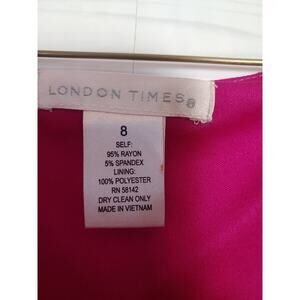 LONDON TIMES®
8
SELF:
95% RAYON
5% SPANDEX
LINING:
100% POLYESTER
RN 58142
DRY CLEAN ONLY
MADE IN VIETNAM